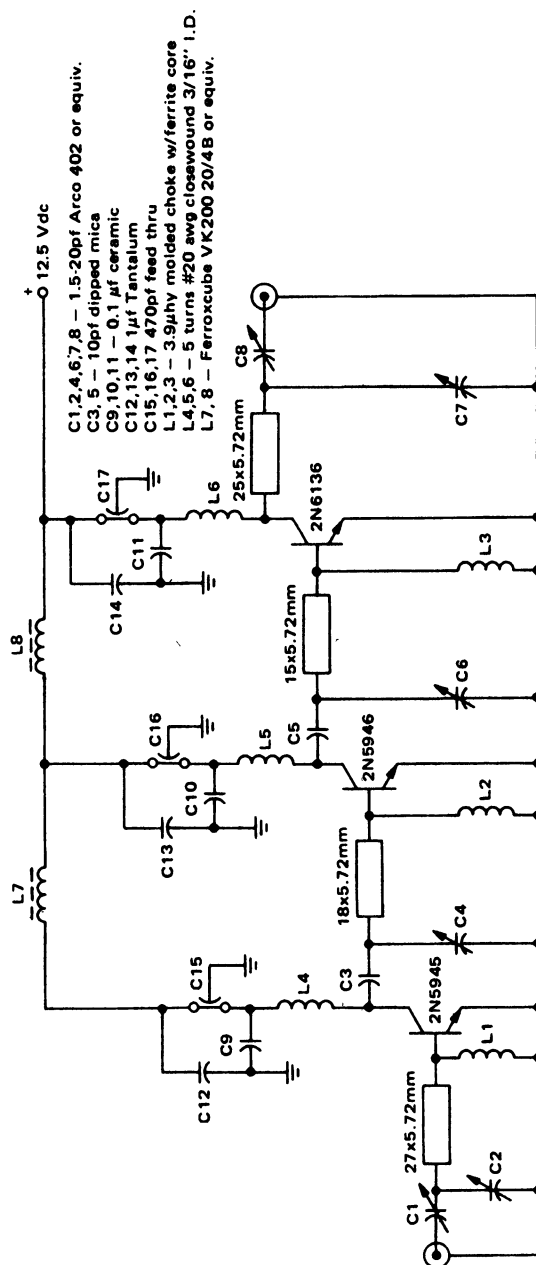 + 12.5 Vdc
C1,2,4,6,7,8 – 1.5-20pf Arco 402 or equiv.
C3, 5 – 10pf dipped mica
C9,10,11 – 0.1 μf ceramic
C12,13,14 1μf Tantalum
C15,16,17 470pf feed thru
L1,2,3 – 3.9μhy molded choke w/ferrite core
L4,5,6 – 5 turns #20 awg closewound 3/16" I.D.
L7, 8 – Ferroxcube VK200 20/4B or equiv.
L7
L8
C12
C15
C9
L4
C13
C16
C10
L5
C14
C17
C11
L6
C1
C2
27x5.72mm
L1
2N5945
C3
C4
18x5.72mm
L2
2N5946
C5
C6
15x5.72mm
L3
2N6136
25x5.72mm
C8
C7